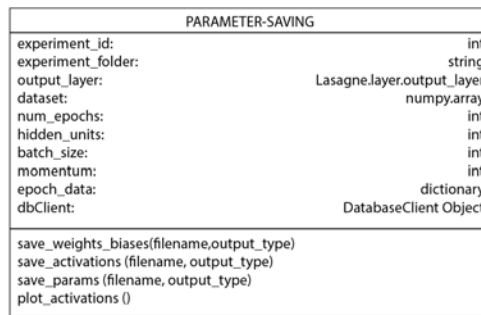 PARAMETER-SAVING
experiment_id: int
experiment_folder: string
output_layer: Lasagne.layer.output_layer
dataset: numpy.array
num_epochs: int
hidden_units: int
batch_size: int
momentum: int
epoch_data: dictionary
dbClient: DatabaseClient Object
save_weights_biases(filename,output_type)
save_activations (filename, output_type)
save_params (filename, output_type)
plot_activations ()